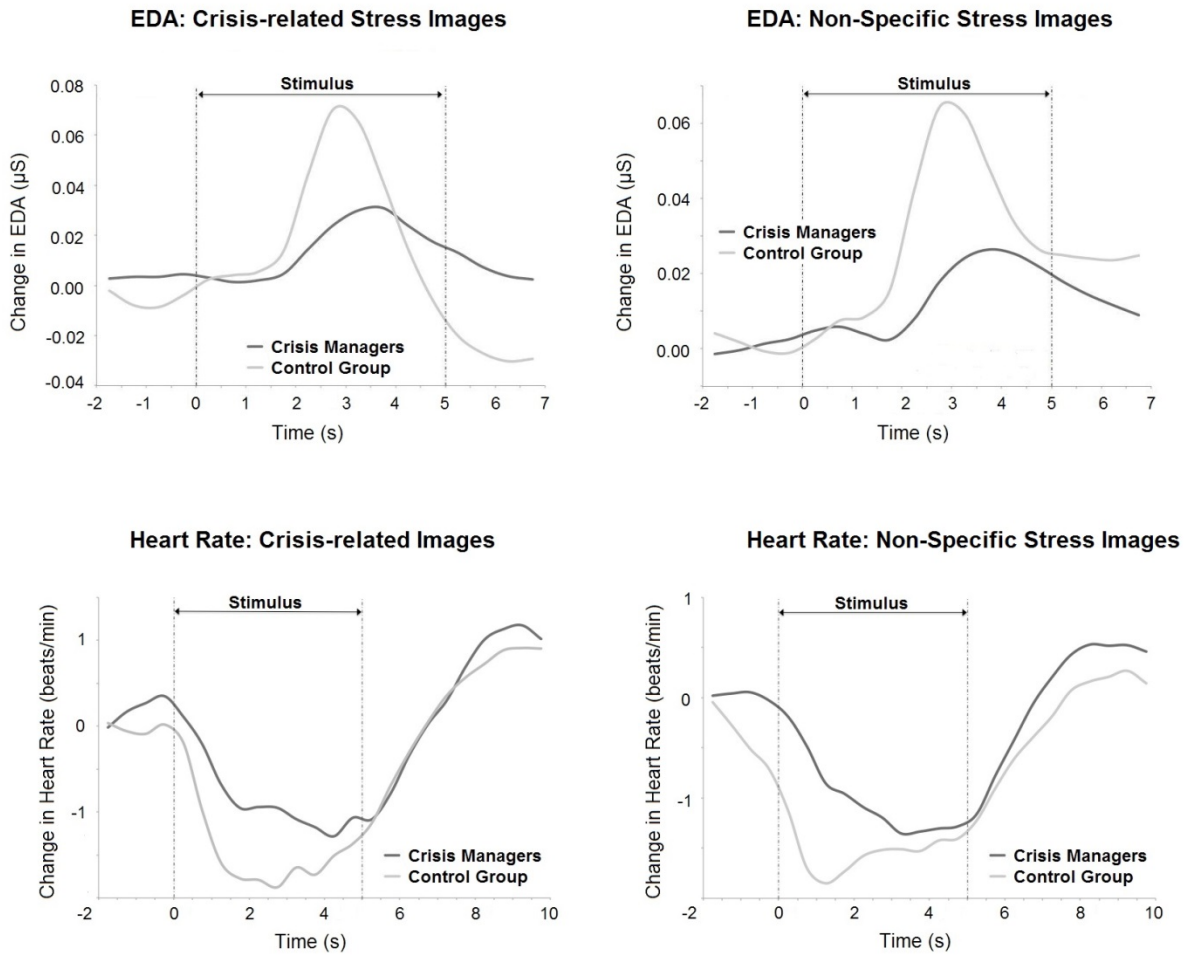 EDA: Crisis-related Stress Images
Stimulus
Change in EDA (µS)
0.08
0.06
0.04
0.02
0.00
-0.02
-0.04
Crisis Managers
Control Group
-2 -1 0 1 2 3 4 5 6 7
Time (s)
EDA: Non-Specific Stress Images
Stimulus
Change in EDA (µS)
0.06
0.04
0.02
0.00
Crisis Managers
Control Group
-2 -1 0 1 2 3 4 5 6 7
Time (s)
Heart Rate: Crisis-related Images
Stimulus
Change in Heart Rate (beats/min)
1
0
-1
Crisis Managers
Control Group
-2 0 2 4 6 8 10
Time (s)
Heart Rate: Non-Specific Stress Images
Stimulus
Change in Heart Rate (beats/min)
1
0
-1
Crisis Managers
Control Group
-2 0 2 4 6 8 10
Time (s)